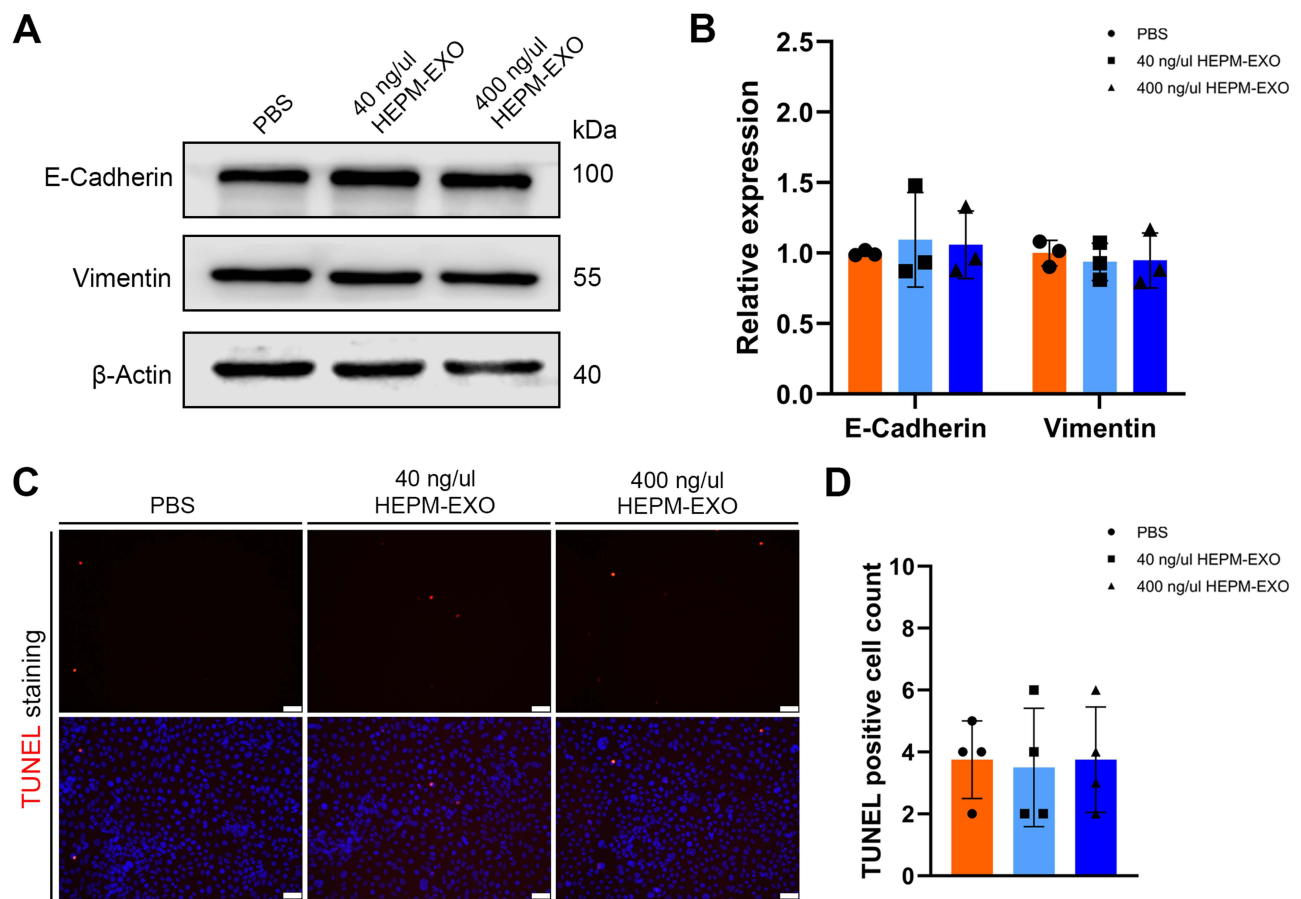 A
PBS
40 ng/ul
HEPM-EXO
400 ng/ul
HEPM-EXO
kDa
E-Cadherin
100
Vimentin
55
β-Actin
40
B
PBS
40 ng/ul HEPM-EXO
400 ng/ul HEPM-EXO
Relative expression
2.5
2.0
1.5
1.0
0.5
0.0
E-Cadherin
Vimentin
C
PBS
40 ng/ul
HEPM-EXO
400 ng/ul
HEPM-EXO
TUNEL staining
D
PBS
40 ng/ul HEPM-EXO
400 ng/ul HEPM-EXO
TUNEL positive cell count
10
8
6
4
2
0